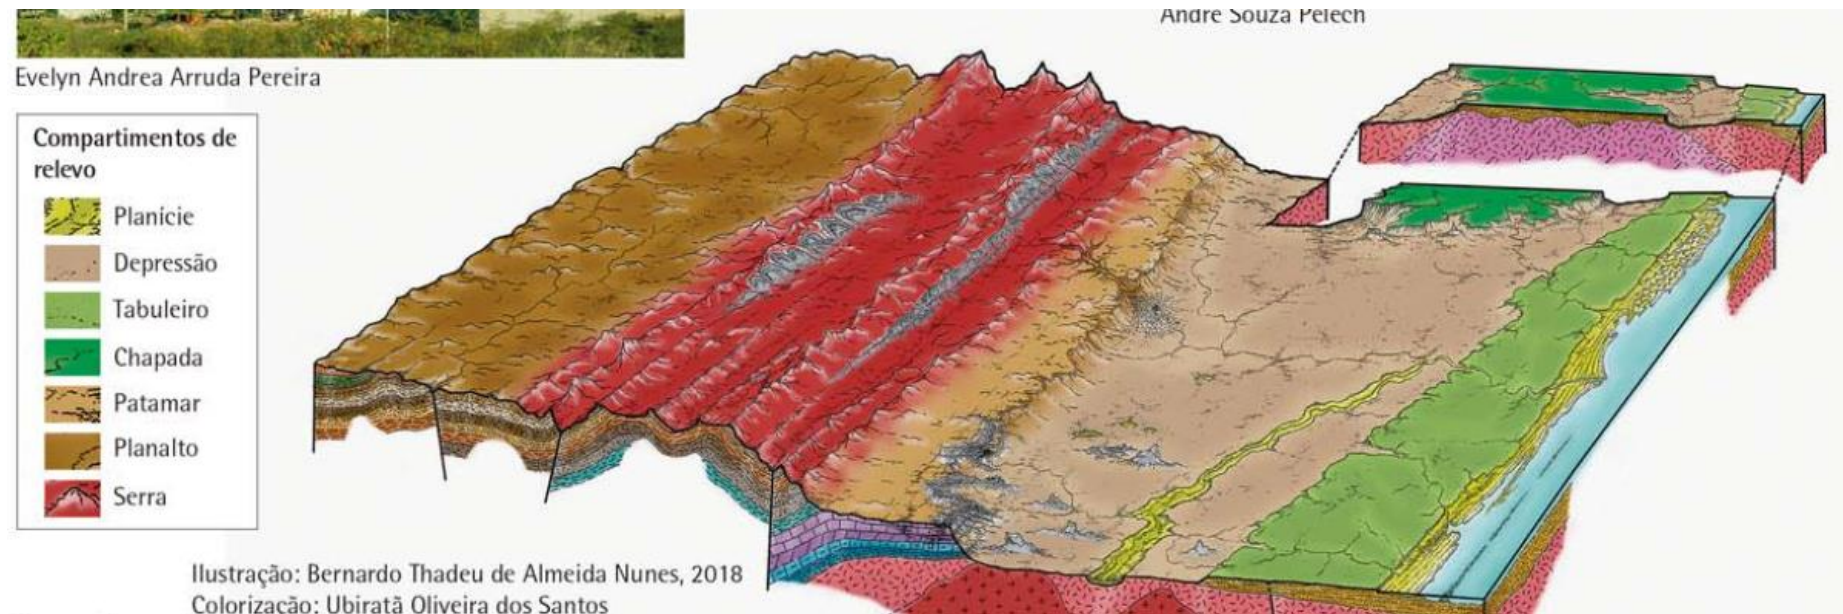 André Souza Pelech
Evelyn Andrea Arruda Pereira
Compartimentos de
relevo
Planície
Depressão
Tabuleiro
Chapada
Patamar
Planalto
Serra
Ilustração: Bernardo Thadeu de Almeida Nunes, 2018
Colorização: Ubiratã Oliveira dos Santos